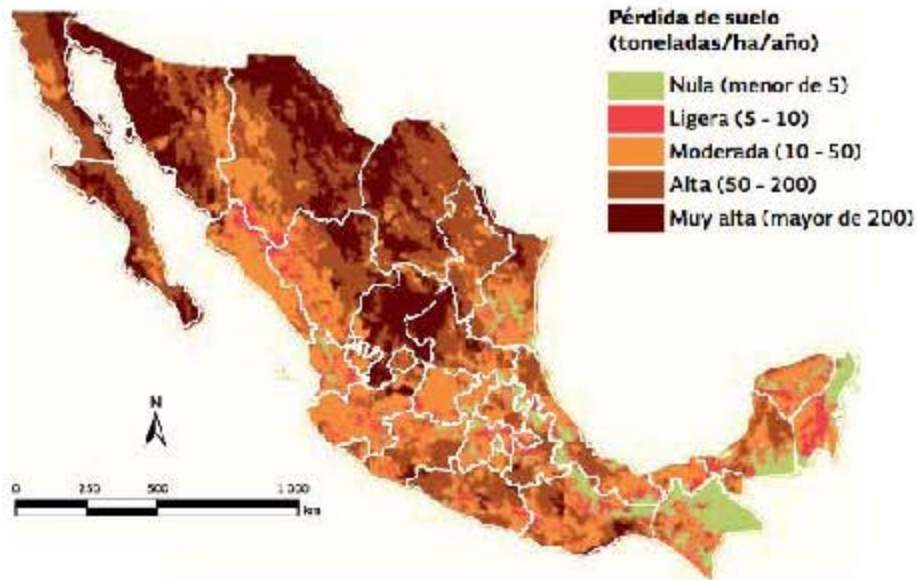 Pérdida de suelo
(toneladas/ha/año)
Nula (menor de 5)
Ligera (5 - 10)
Moderada (10 - 50)
Alta (50 - 200)
Muy alta (mayor de 200)
N
0 250 500 1 000
km